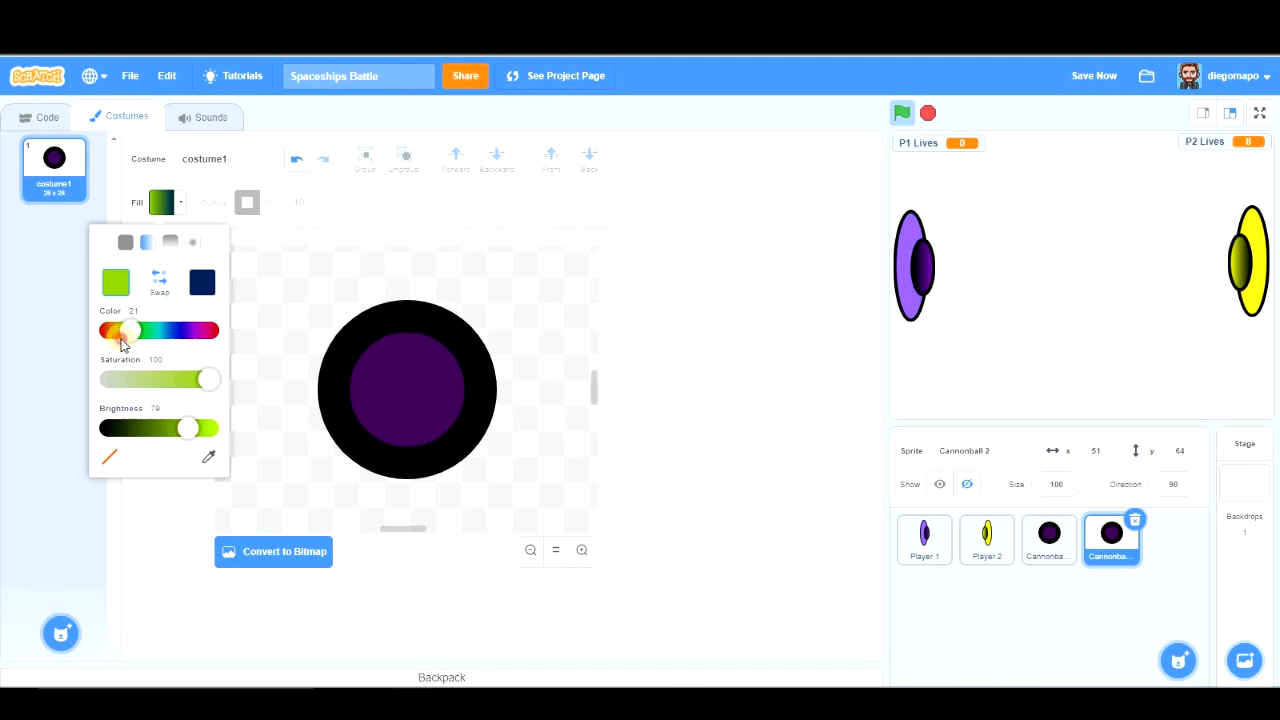 SCRATCH File Edit Tutorials Spaceships Battle Share See Project Page Save Now diegomapo
Code Costumes Sounds
P1 Lives 0 P2 Lives 8
1
costume1
28 x 28
Costume costume1 Group Ungroup Forward Backward Front Back
Fill Outline 10
Swap
Color 21
Saturation 100
Brightness 79
Convert to Bitmap
Sprite Cannonball 2 x 51 y 64
Show Size 100 Direction 90
Player 1 Player 2 Cannonba... Cannonba...
Stage
Backdrops
1
Backpack